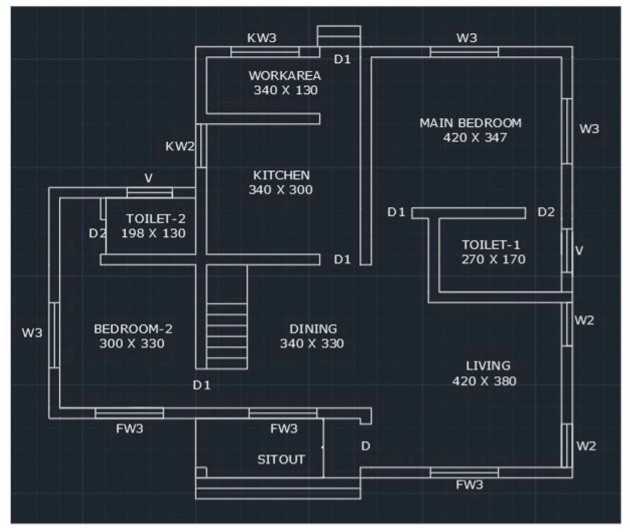 KW3
W3
D1
WORKAREA
340 X 130
MAIN BEDROOM
420 X 347
W3
KW2
KITCHEN
340 X 300
V
D1
D2
TOILET-2
198 X 130
D2
TOILET-1
270 X 170
V
D1
W3
BEDROOM-2
300 X 330
DINING
340 X 330
W2
LIVING
420 X 380
D1
FW3
FW3
D
W2
SITOUT
FW3